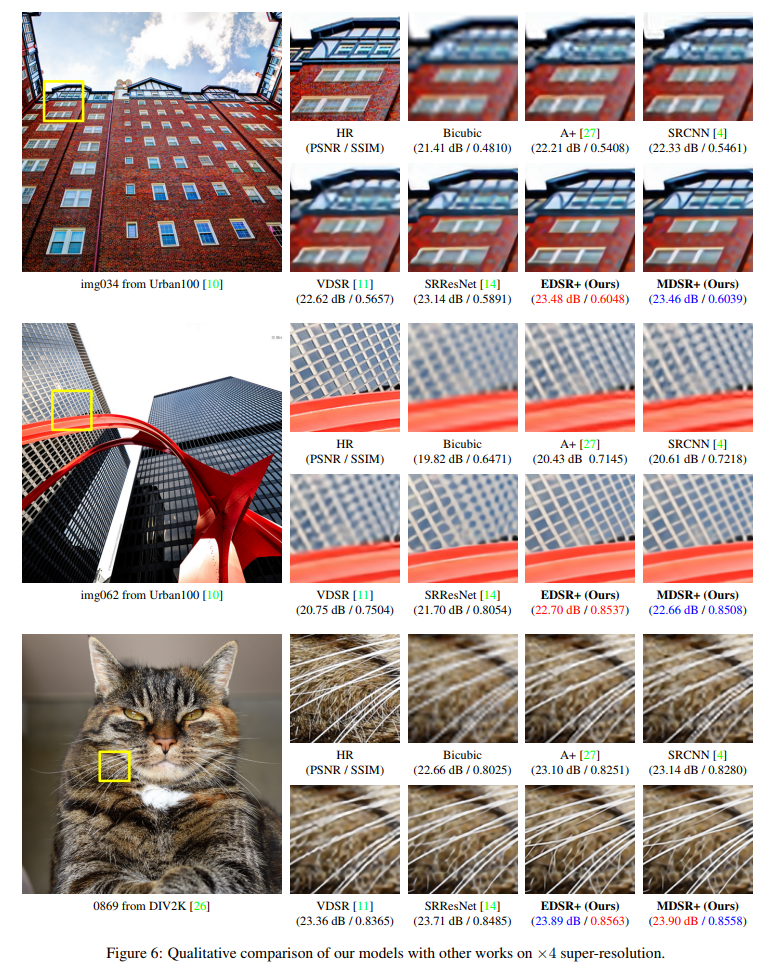 HR
(PSNR / SSIM)
Bicubic
(21.41 dB / 0.4810)
A+ [27]
(22.21 dB / 0.5408)
SRCNN [4]
(22.33 dB / 0.5461)
VDSR [11]
(22.62 dB / 0.5657)
SRResNet [14]
(23.14 dB / 0.5891)
EDSR+ (Ours)
(23.48 dB / 0.6048)
MDSR+ (Ours)
(23.46 dB / 0.6039)
img034 from Urban100 [10]
HR
(PSNR / SSIM)
Bicubic
(19.82 dB / 0.6471)
A+ [27]
(20.43 dB 0.7145)
SRCNN [4]
(20.61 dB / 0.7218)
VDSR [11]
(20.75 dB / 0.7504)
SRResNet [14]
(21.70 dB / 0.8054)
EDSR+ (Ours)
(22.70 dB / 0.8537)
MDSR+ (Ours)
(22.66 dB / 0.8508)
img062 from Urban100 [10]
HR
(PSNR / SSIM)
Bicubic
(22.66 dB / 0.8025)
A+ [27]
(23.10 dB / 0.8251)
SRCNN [4]
(23.14 dB / 0.8280)
VDSR [11]
(23.36 dB / 0.8365)
SRResNet [14]
(23.71 dB / 0.8485)
EDSR+ (Ours)
(23.89 dB / 0.8563)
MDSR+ (Ours)
(23.90 dB / 0.8558)
0869 from DIV2K [26]
Figure 6: Qualitative comparison of our models with other works on ×4 super-resolution.